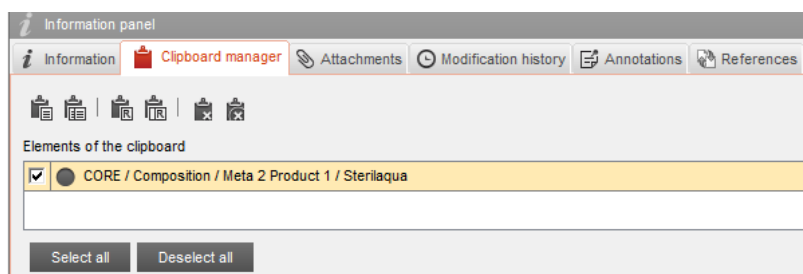 Information panel
Information Clipboard manager Attachments Modification history Annotations References
R R
Elements of the clipboard
CORE / Composition / Meta 2 Product 1 / Sterilaqua
Select all Deselect all